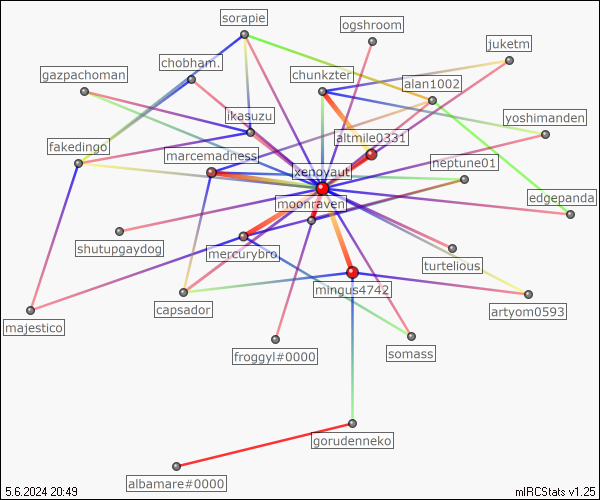 sorapie
ogshroom
juketm
chobham.
gazpachoman
chunkzter
alan1002
ikasuzu
yoshimanden
altmile0331
fakedingo
marcemadness
neptune01
xenoyaut
edgepanda
moonraven
shutupgaydog
mercurybro
turtelious
mingus4742
capsador
artyom0593
majestico
froggyl#0000
somass
gorudenneko
albamare#0000
5.6.2024 20:49
mIRCStats v1.25